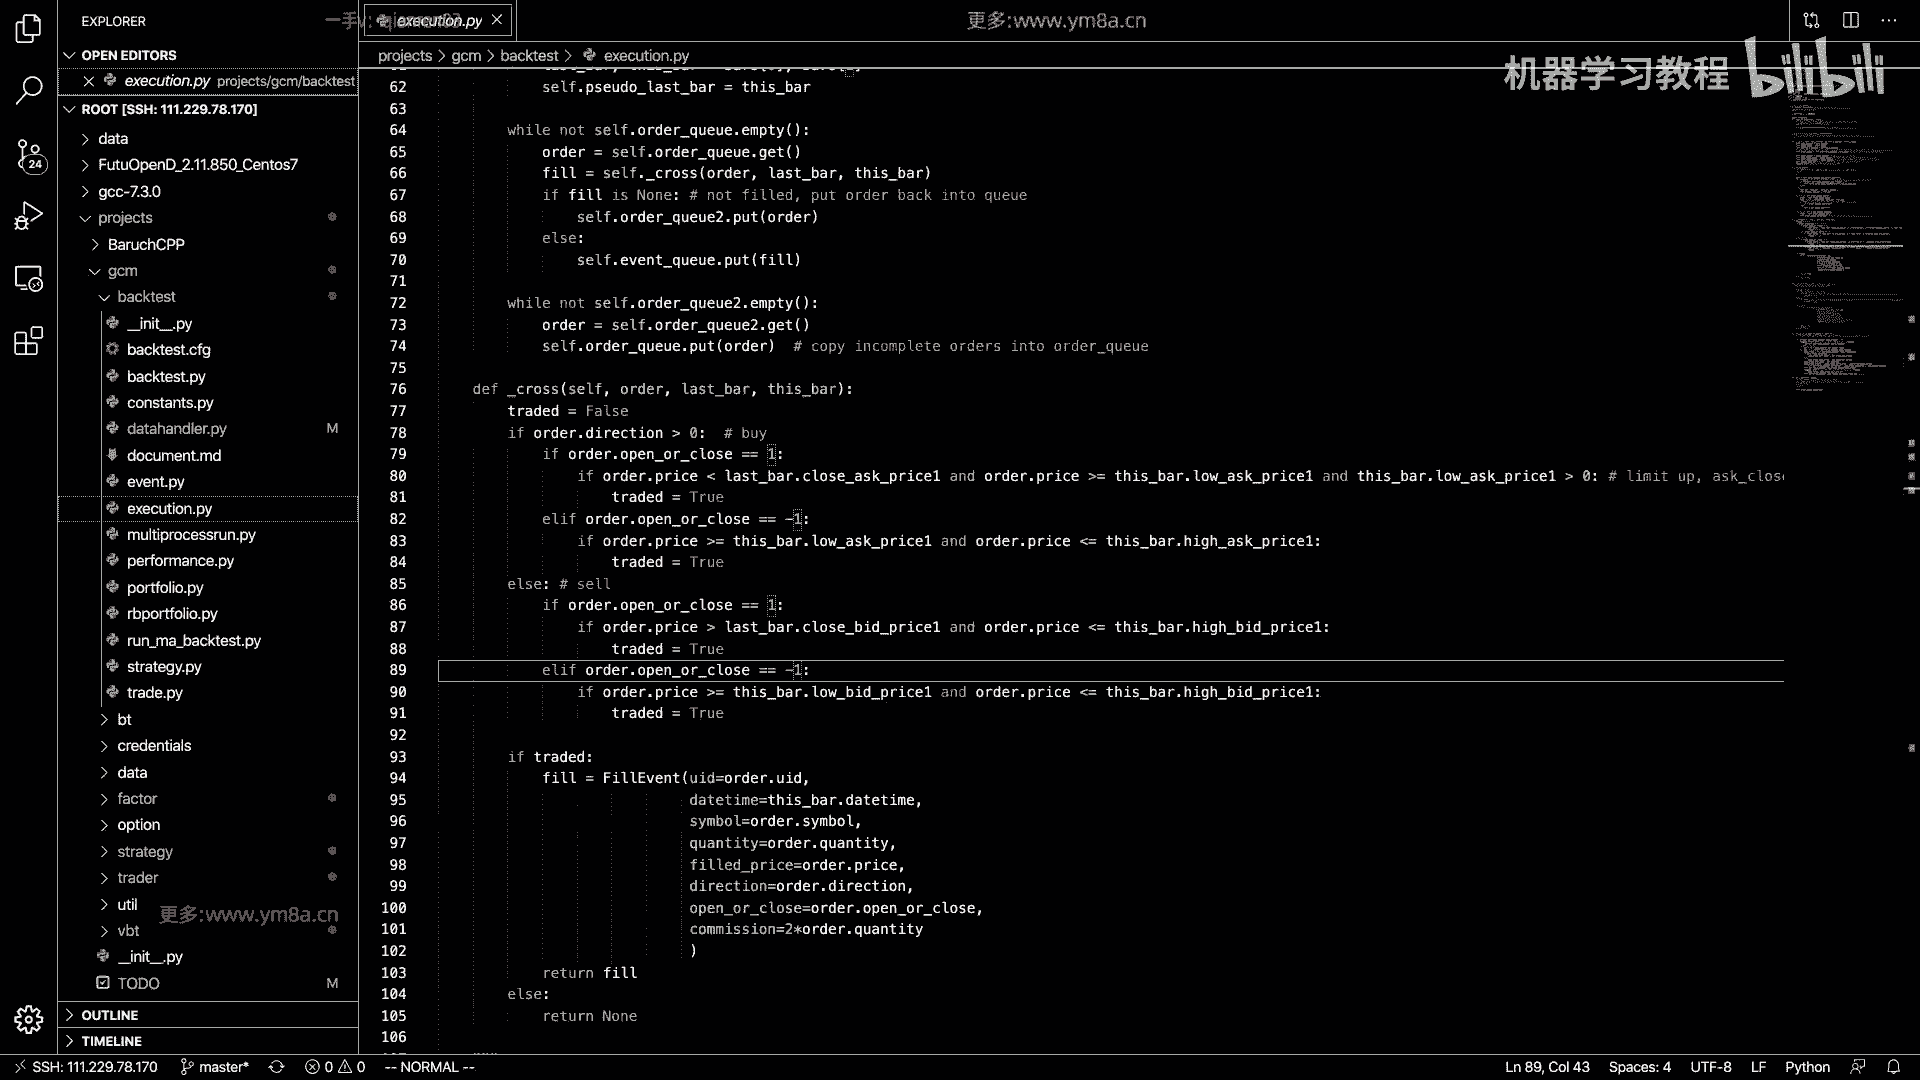 EXPLORER
execution.py
更多:www.ym8a.cn
OPEN EDITORS
execution.py projects/gcm/backtest
projects > gcm > backtest > execution.py
机器学习教程 bilibili
ROOT [SSH: 111.229.78.170]
data
FutuOpenD_2.11.850_Centos7
gcc-7.3.0
projects
BaruchCPP
gcm
backtest
__init__.py
backtest.cfg
backtest.py
constants.py
datahandler.py M
document.md
event.py
execution.py
multiprocessrun.py
performance.py
portfolio.py
rbportfolio.py
run_ma_backtest.py
strategy.py
trade.py
bt
credentials
data
factor
option
strategy
trader
util
更多:www.ym8a.cn
vbt
__init__.py
TODO M
OUTLINE
TIMELINE
24
62 self.pseudo_last_bar = this_bar
63
64 while not self.order_queue.empty():
65 order = self.order_queue.get()
66 fill = self._cross(order, last_bar, this_bar)
67 if fill is None: # not filled, put order back into queue
68 self.order_queue2.put(order)
69 else:
70 self.event_queue.put(fill)
71
72 while not self.order_queue2.empty():
73 order = self.order_queue2.get()
74 self.order_queue.put(order)  # copy incomplete orders into order_queue
75
76 def _cross(self, order, last_bar, this_bar):
77 traded = False
78 if order.direction > 0:  # buy
79 if order.open_or_close == 1:
80 if order.price < last_bar.close_ask_price1 and order.price >= this_bar.low_ask_price1 and this_bar.low_ask_price1 > 0: # limit up, ask_close
81 traded = True
82 elif order.open_or_close == -1:
83 if order.price >= this_bar.low_ask_price1 and order.price <= this_bar.high_ask_price1:
84 traded = True
85 else: # sell
86 if order.open_or_close == 1:
87 if order.price > last_bar.close_bid_price1 and order.price <= this_bar.high_bid_price1:
88 traded = True
89 elif order.open_or_close == -1:
90 if order.price >= this_bar.low_bid_price1 and order.price <= this_bar.high_bid_price1:
91 traded = True
92
93 if traded:
94 fill = FillEvent(uid=order.uid,
95 datetime=this_bar.datetime,
96 symbol=order.symbol,
97 quantity=order.quantity,
98 filled_price=order.price,
99 direction=order.direction,
100 open_or_close=order.open_or_close,
101 commission=2*order.quantity
102 )
103 return fill
104 else:
105 return None
106
SSH: 111.229.78.170 master* 0 0 -- NORMAL -- Ln 89, Col 43 Spaces: 4 UTF-8 LF Python